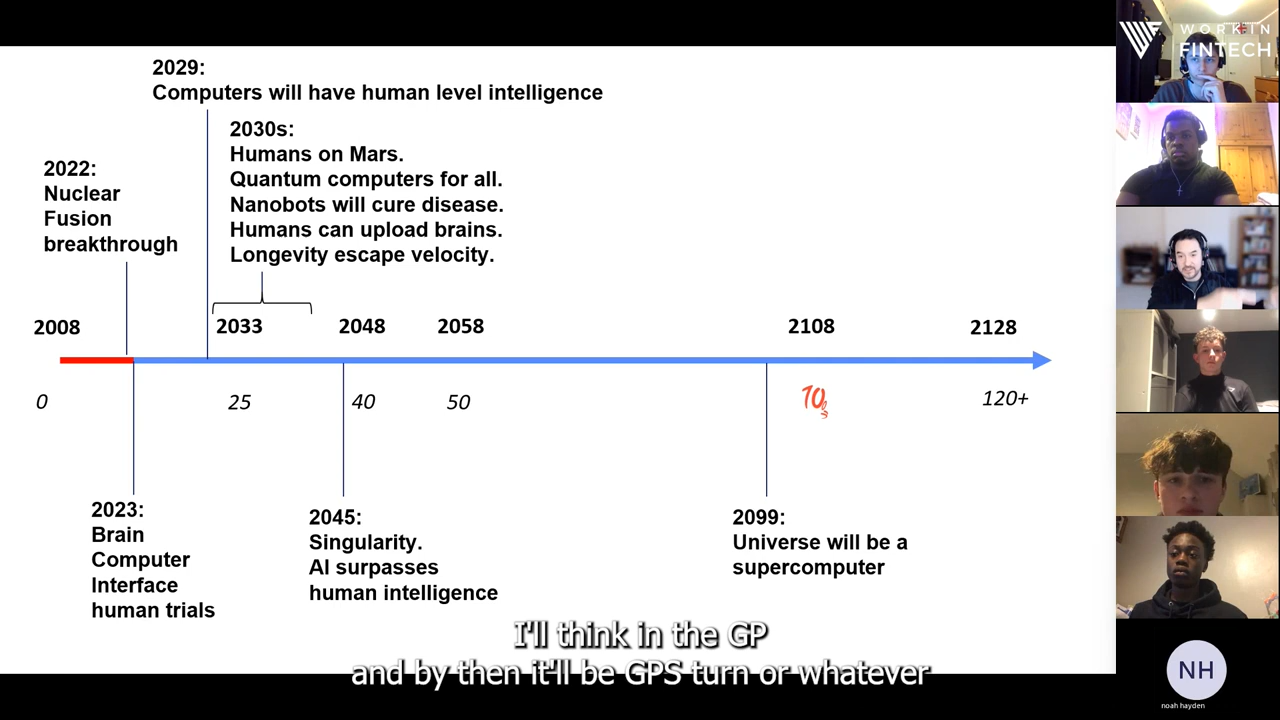 2029:
Computers will have human level intelligence
2030s:
Humans on Mars.
Quantum computers for all.
Nanobots will cure disease.
Humans can upload brains.
Longevity escape velocity.
2022:
Nuclear
Fusion
breakthrough
2008 2033 2048 2058 2108 2128
0 25 40 50 10 120+
2023:
Brain
Computer
Interface
human trials
2045:
Singularity.
AI surpasses
human intelligence
2099:
Universe will be a
supercomputer
I'll think in the GP
and by then it'll be GPS turn or whatever
WORKIN
FINTECH
NH
noah hayden